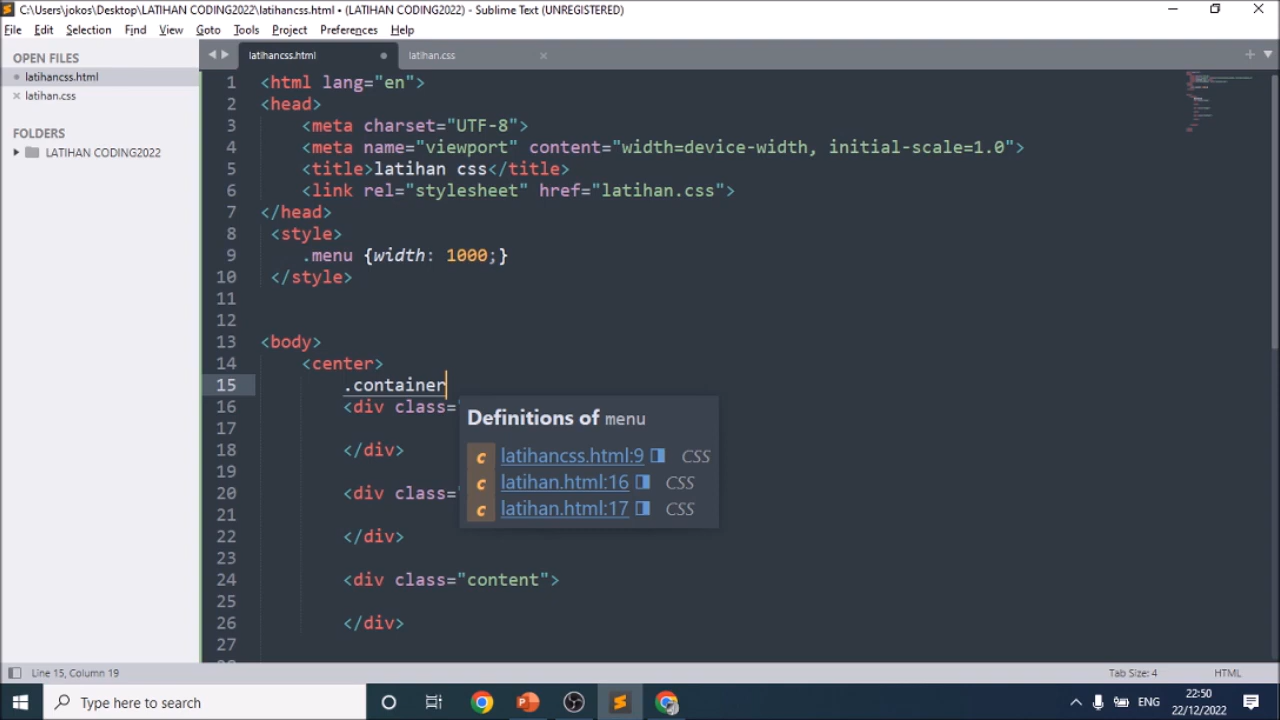 C:\Users\jokos\Desktop\LATIHAN CODING2022\latihancss.html • (LATIHAN CODING2022) - Sublime Text (UNREGISTERED)
File Edit Selection Find View Goto Tools Project Preferences Help
OPEN FILES
latihancss.html
latihan.css
FOLDERS
LATIHAN CODING2022
latihancss.html latihan.css
1 <html lang="en">
2 <head>
3 <meta charset="UTF-8">
4 <meta name="viewport" content="width=device-width, initial-scale=1.0">
5 <title>latihan css</title>
6 <link rel="stylesheet" href="latihan.css">
7 </head>
8 <style>
9 .menu {width: 1000;}
10 </style>
11
12
13 <body>
14 <center>
15 .container
16 <div class="
17
18 </div>
19
20 <div class="
21
22 </div>
23
24 <div class="content">
25
26 </div>
27
Definitions of menu
c latihancss.html:9 CSS
c latihan.html:16 CSS
c latihan.html:17 CSS
Line 15, Column 19 Tab Size: 4 HTML
Type here to search
ENG
22:50
22/12/2022